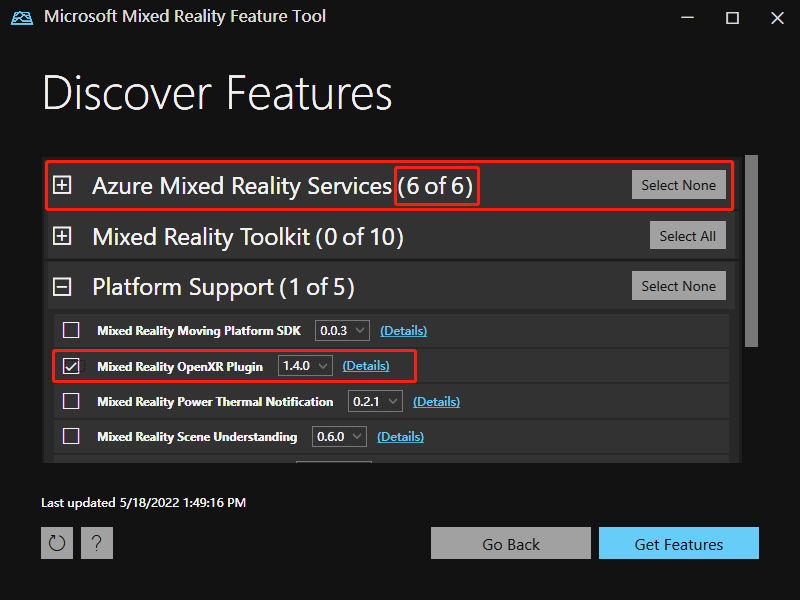 Microsoft Mixed Reality Feature Tool
Discover Features
Azure Mixed Reality Services (6 of 6) Select None
Mixed Reality Toolkit (0 of 10) Select All
Platform Support (1 of 5) Select None
Mixed Reality Moving Platform SDK 0.0.3 (Details)
Mixed Reality OpenXR Plugin 1.4.0 (Details)
Mixed Reality Power Thermal Notification 0.2.1 (Details)
Mixed Reality Scene Understanding 0.6.0 (Details)
Last updated 5/18/2022 1:49:16 PM
? Go Back Get Features